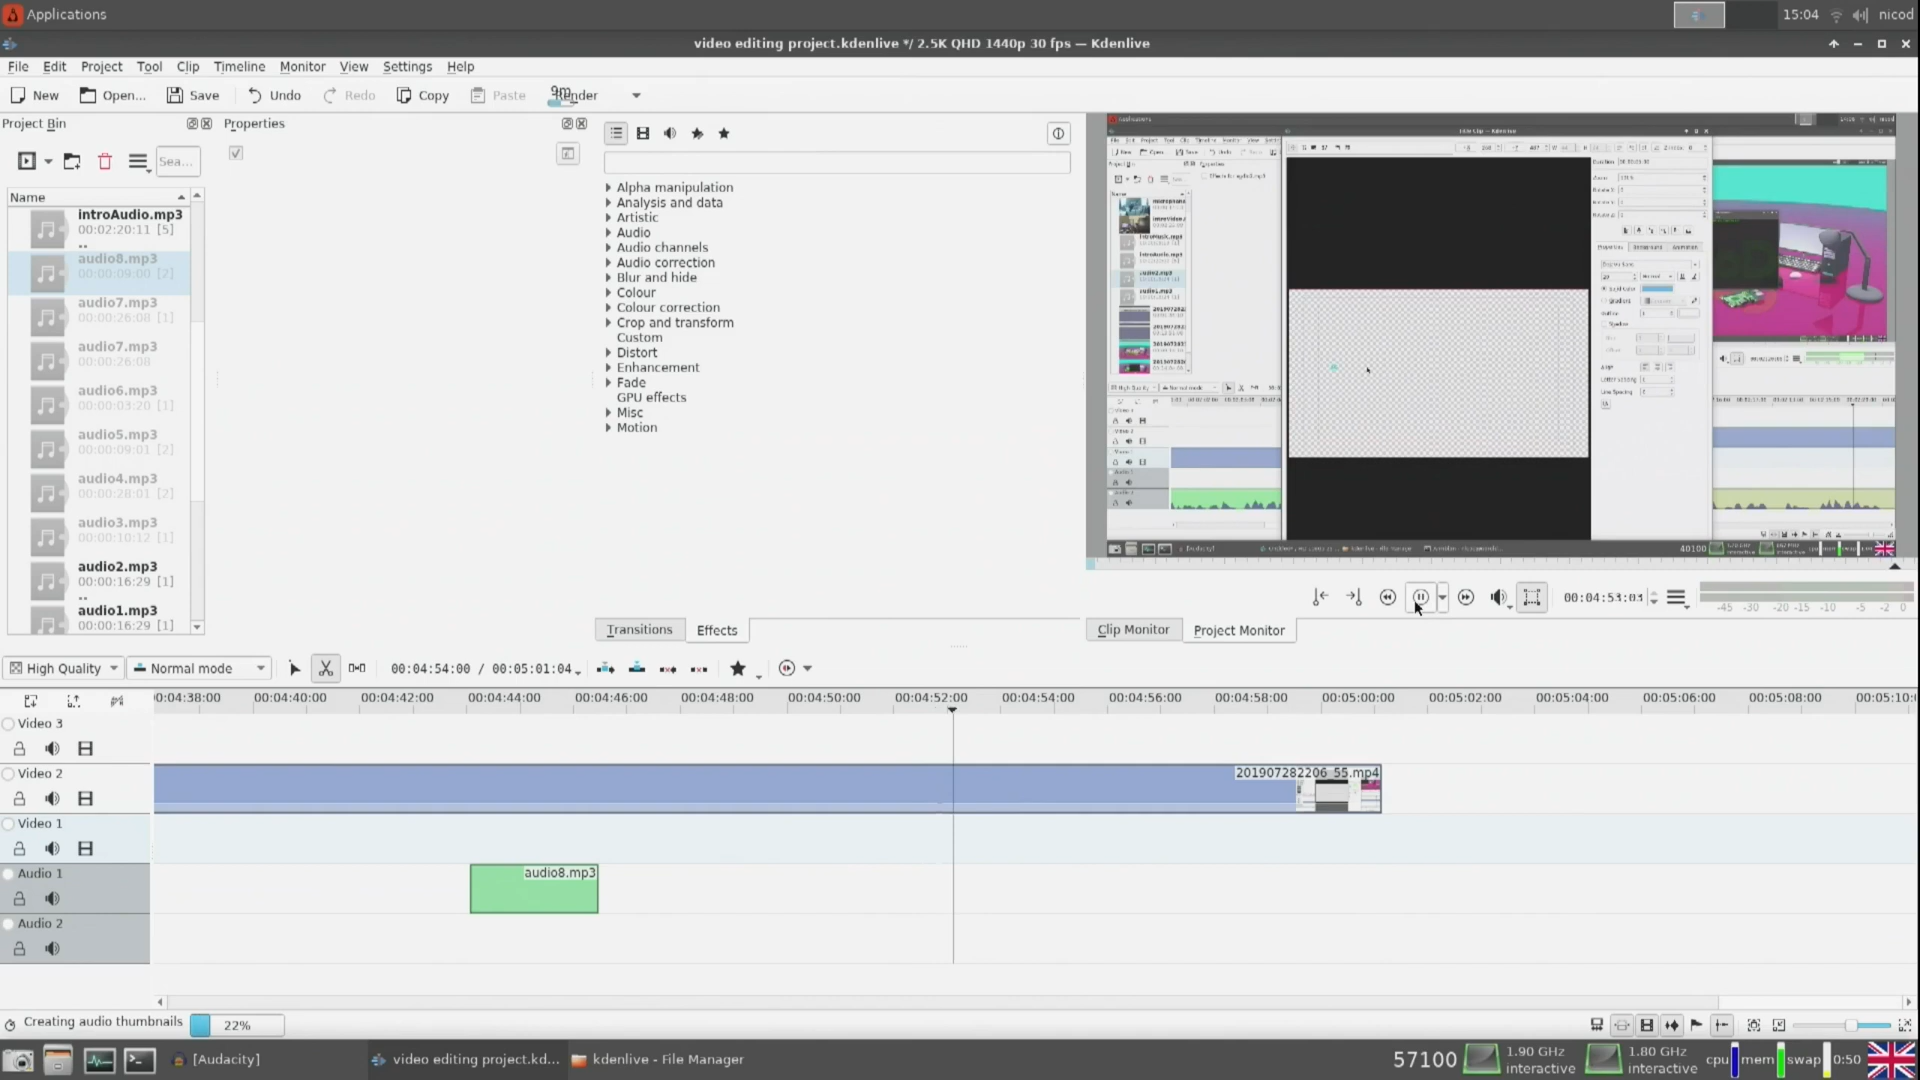 Applications
15:04
nicod
video editing project.kdenlive */ 2.5K QHD 1440p 30 fps — Kdenlive
File Edit Project Tool Clip Timeline Monitor View Settings Help
New Open... Save Undo Redo Copy Paste Render
9m
Project Bin
Properties
Sea...
Name
introAudio.mp3
00:02:20:11 [5]
audio8.mp3
00:00:09:00 [2]
audio7.mp3
00:00:26:08 [1]
audio7.mp3
00:00:26:08
audio6.mp3
00:00:03:20 [1]
audio5.mp3
00:00:09:01 [2]
audio4.mp3
00:00:28:01 [2]
audio3.mp3
00:00:10:12 [1]
audio2.mp3
00:00:16:29 [1]
audio1.mp3
00:00:16:29 [1]
Alpha manipulation
Analysis and data
Artistic
Audio
Audio channels
Audio correction
Blur and hide
Colour
Colour correction
Crop and transform
Custom
Distort
Enhancement
Fade
GPU effects
Misc
Motion
Transitions Effects
00:04:53:03
-45 -30 -20 -15 -10 -5 -2 0
Clip Monitor Project Monitor
High Quality Normal mode 00:04:54:00 / 00:05:01:04
00:04:40:00 00:04:42:00 00:04:44:00 00:04:46:00 00:04:48:00 00:04:50:00 00:04:52:00 00:04:54:00 00:04:56:00 00:04:58:00 00:05:00:00 00:05:02:00 00:05:04:00 00:05:06:00 00:05:08:00
Video 3
Video 2
201907282206_55.mp4
Video 1
Audio 1
audio8.mp3
Audio 2
Creating audio thumbnails 22%
[Audacity] video editing project.kd... kdenlive - File Manager
57100
1.90 GHz
interactive
1.80 GHz
interactive
cpu mem swap 0:50